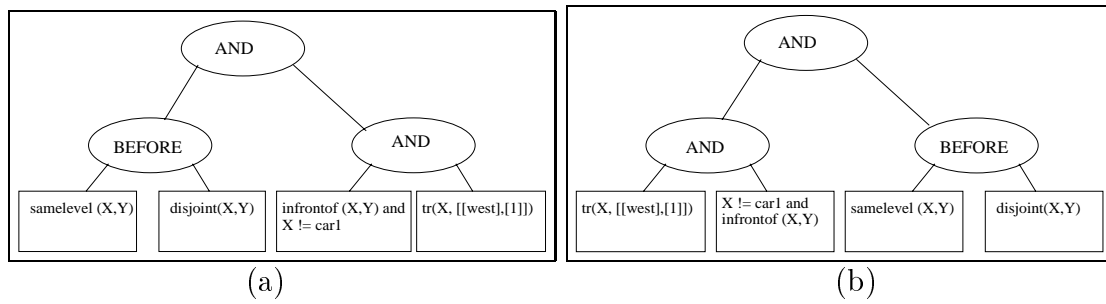 AND
BEFORE
AND
samelevel (X,Y)
disjoint(X,Y)
infrontof (X,Y) and
X != car1
tr(X, [[west],[1]])
(a)
AND
AND
BEFORE
tr(X, [[west],[1]])
X != car1 and
infrontof (X,Y)
samelevel (X,Y)
disjoint(X,Y)
(b)